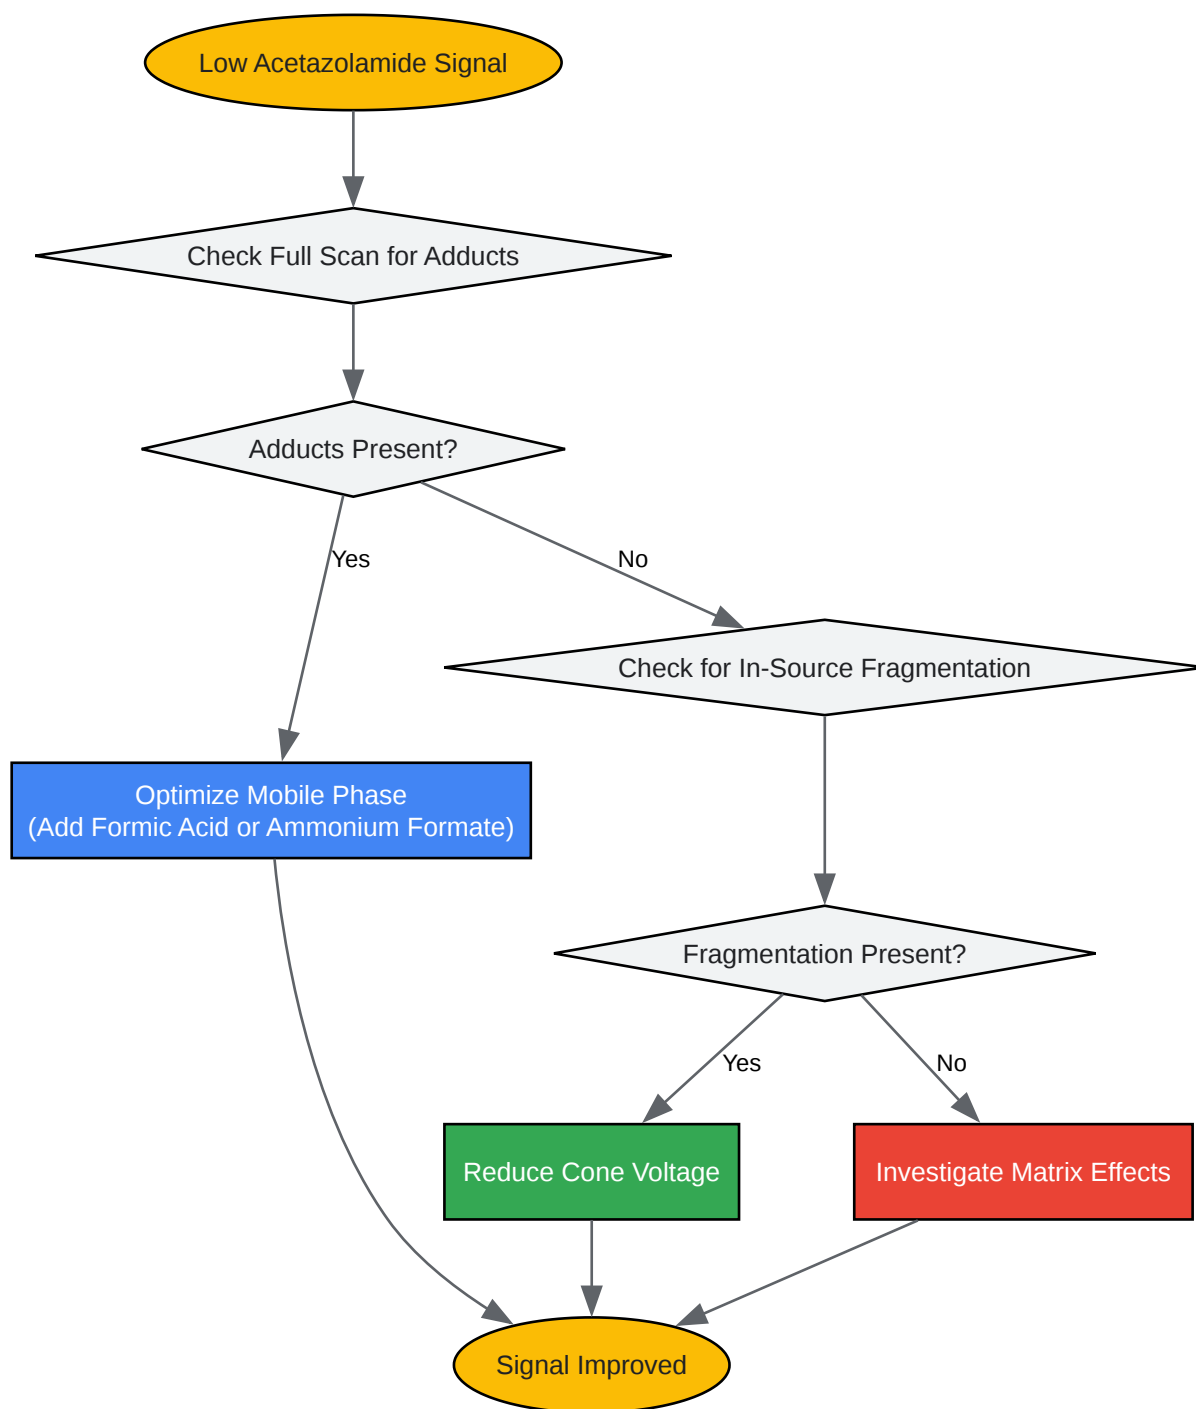 Low Acetazolamide Signal
Check Full Scan for Adducts
Adducts Present?
Yes
No
Check for In-Source Fragmentation
Optimize Mobile Phase
(Add Formic Acid or Ammonium Formate)
Fragmentation Present?
Yes
No
Reduce Cone Voltage
Investigate Matrix Effects
Signal Improved